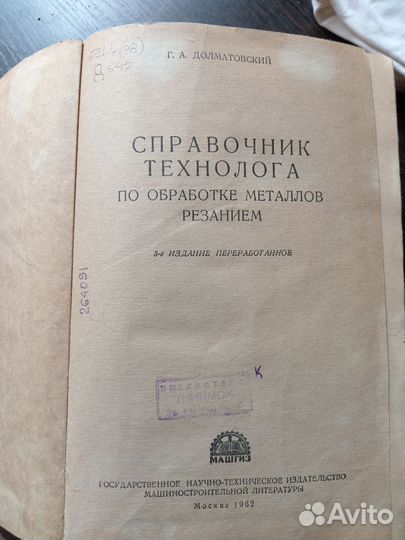 Г. А. ДОЛМАТОВСКИЙ
СПРАВОЧНИК
ТЕХНОЛОГА
ПО ОБРАБОТКЕ МЕТАЛЛОВ
РЕЗАНИЕМ
3-е ИЗДАНИЕ ПЕРЕРАБОТАННОЕ
264091
МАШГИЗ
ГОСУДАРСТВЕННОЕ НАУЧНО-ТЕХНИЧЕСКОЕ ИЗДАТЕЛЬСТВО
МАШИНОСТРОИТЕЛЬНОЙ ЛИТЕРАТУРЫ
Москва 1962
Avito